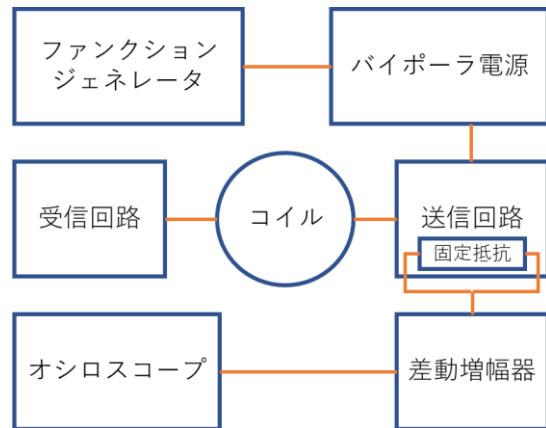 ファンクション
ジェネレータ
バイポーラ電源
受信回路
コイル
送信回路
固定抵抗
オシロスコープ
差動増幅器